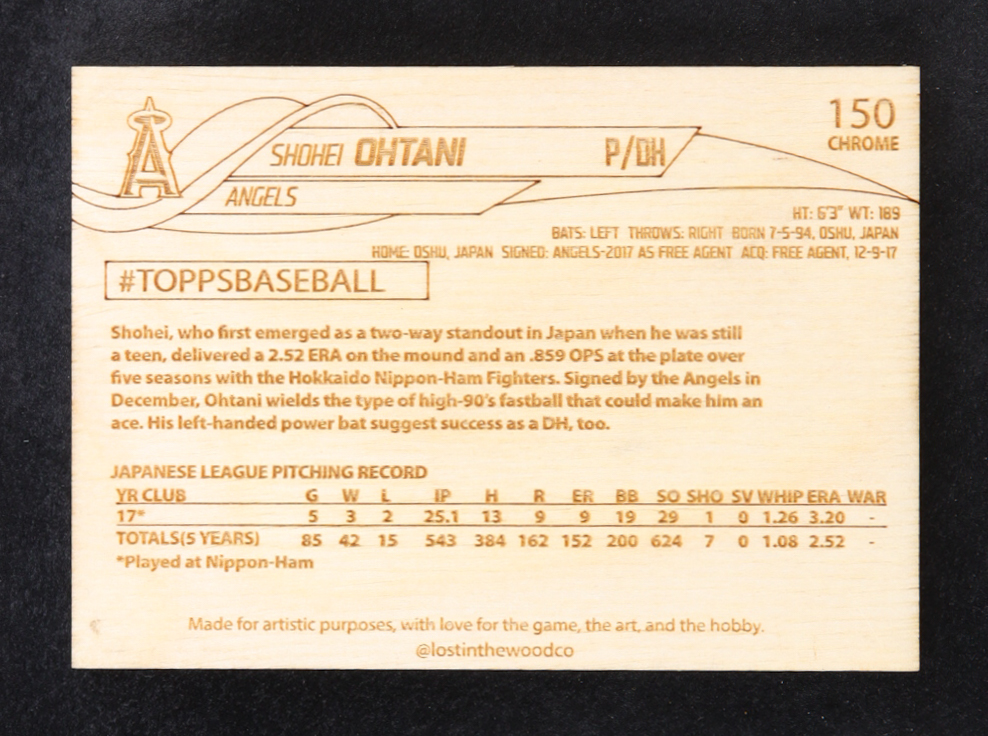 150
CHROME
SHOHEI OHTANI P/DH
ANGELS
HT: 6'3" WT: 189
BATS: LEFT THROWS: RIGHT BORN 7-5-94, OSHU, JAPAN
HOME: OSHU, JAPAN SIGNED: ANGELS-2017 AS FREE AGENT ACQ: FREE AGENT, 12-9-17
#TOPPSBASEBALL
Shohei, who first emerged as a two-way standout in Japan when he was still
a teen, delivered a 2.52 ERA on the mound and an .859 OPS at the plate over
five seasons with the Hokkaido Nippon-Ham Fighters. Signed by the Angels in
December, Ohtani wields the type of high-90's fastball that could make him an
ace. His left-handed power bat suggest success as a DH, too.
JAPANESE LEAGUE PITCHING RECORD
YR CLUB G W L IP H R ER BB SO SHO SV WHIP ERA WAR
17* 5 3 2 25.1 13 9 9 19 29 1 0 1.26 3.20 -
TOTALS(5 YEARS) 85 42 15 543 384 162 152 200 624 7 0 1.08 2.52 -
*Played at Nippon-Ham
Made for artistic purposes, with love for the game, the art, and the hobby.
@lostinthewoodco